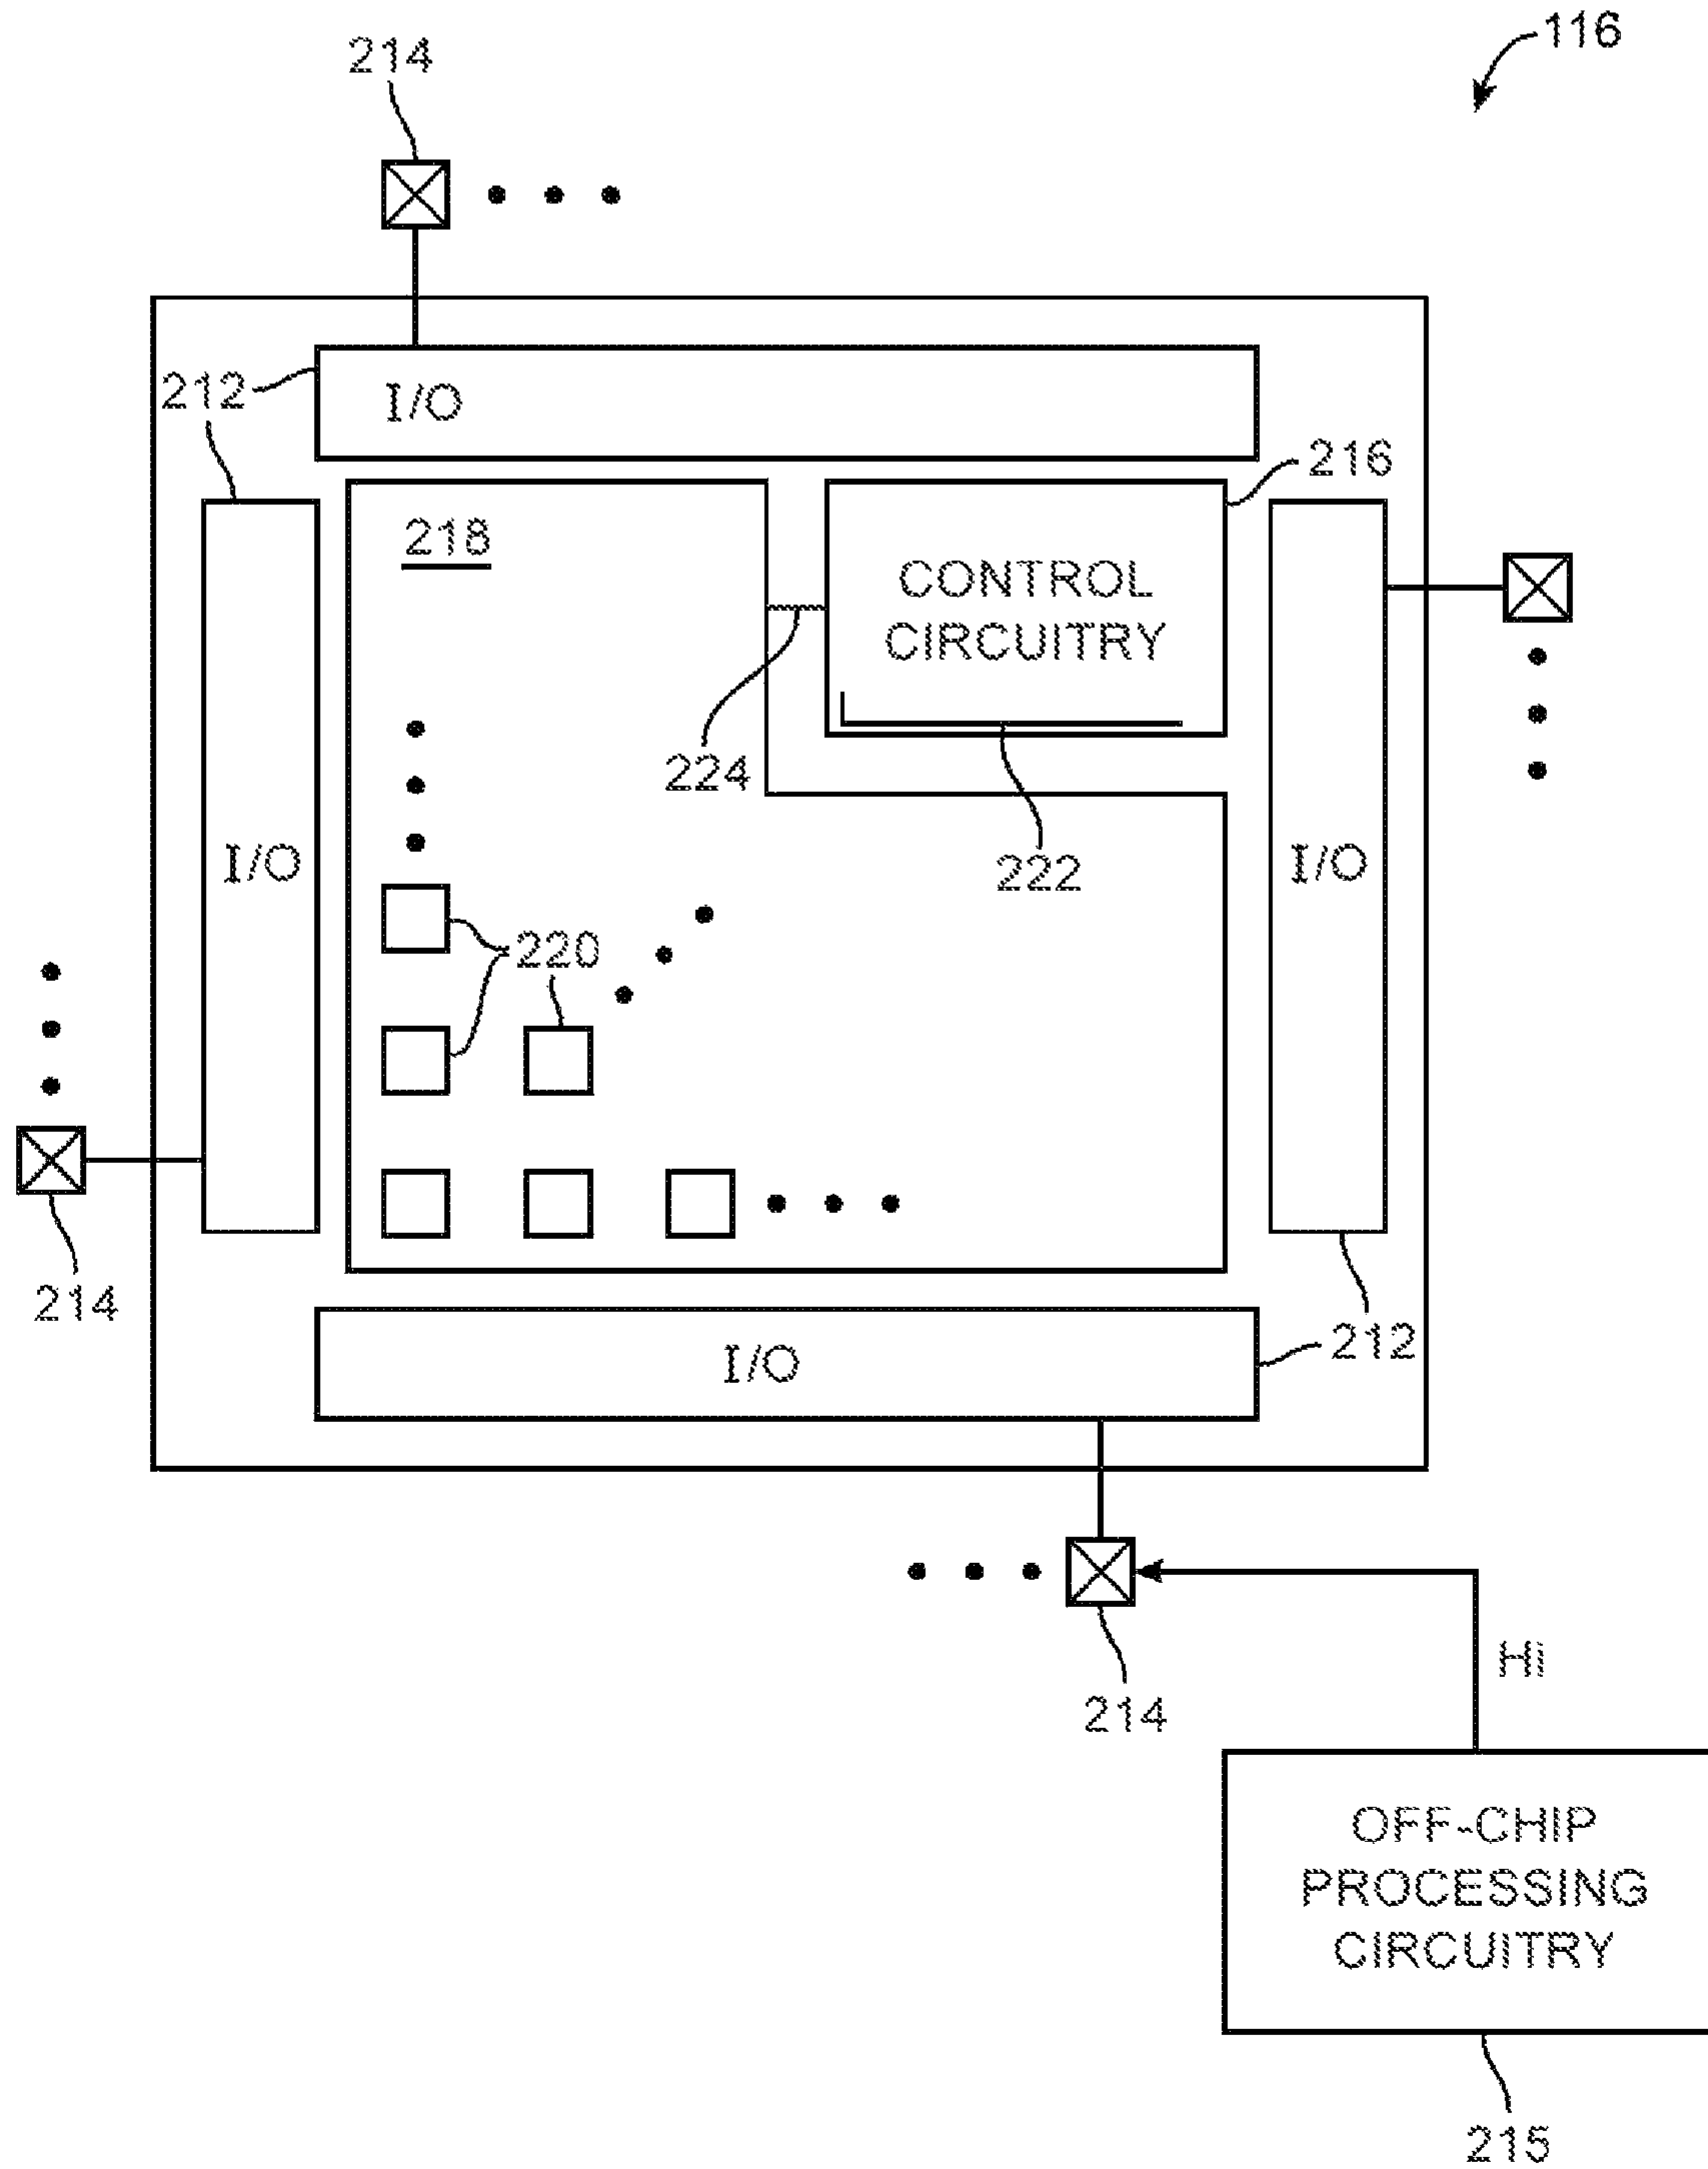 116
214
212
I/O
216
218
CONTROL
CIRCUITRY
224
222
I/O
I/O
220
214
212
I/O
214
Hi
OFF-CHIP
PROCESSING
CIRCUITRY
215